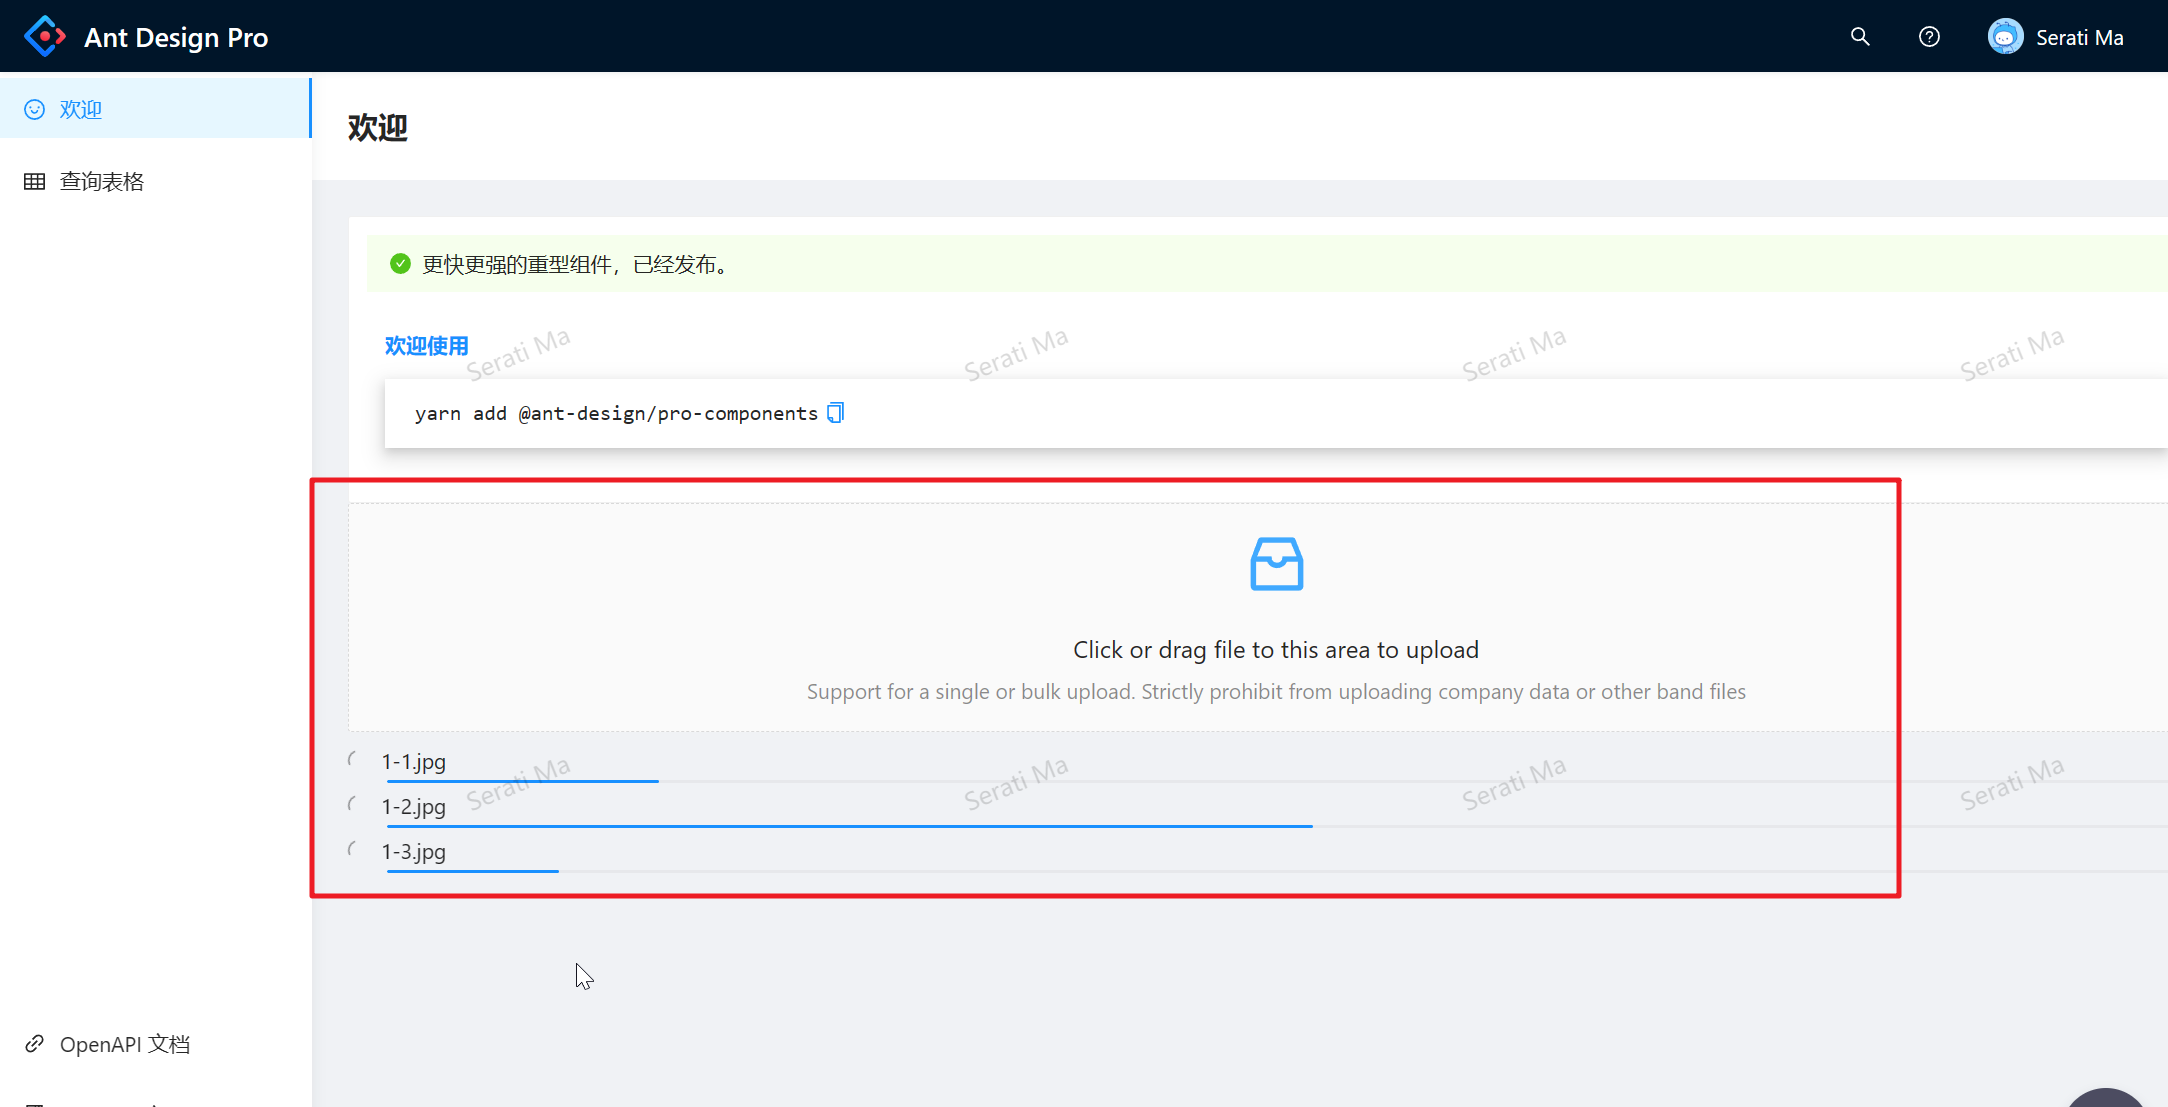 Ant Design Pro
Serati Ma
欢迎
查询表格
OpenAPI 文档
欢迎
更快更强的重型组件，已经发布。
欢迎使用
Serati Ma
Serati Ma
Serati Ma
Serati Ma
yarn add @ant-design/pro-components
Click or drag file to this area to upload
Support for a single or bulk upload. Strictly prohibit from uploading company data or other band files
1-1.jpg
Serati Ma
Serati Ma
Serati Ma
Serati Ma
1-2.jpg
1-3.jpg